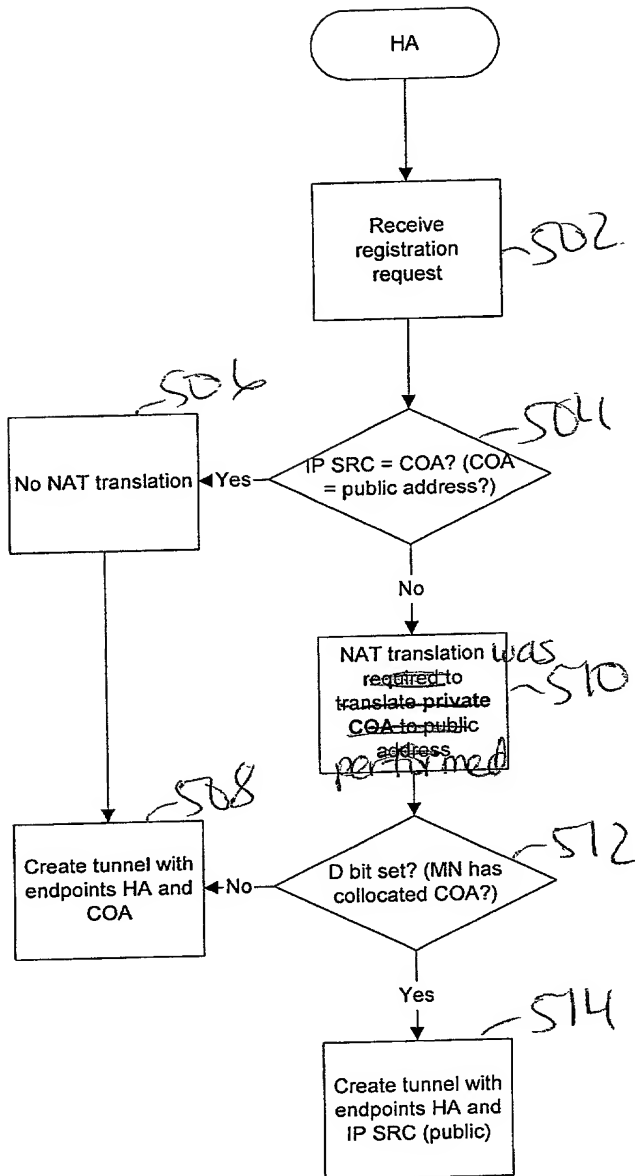 HA
Receive
registration
request
502
506
504
No NAT translation
Yes
IP SRC = COA? (COA
= public address?)
No
NAT translation was
required to
translate private
COA to public
address
performed
510
508
512
Create tunnel with
endpoints HA and
COA
No
D bit set? (MN has
collocated COA?)
Yes
514
Create tunnel with
endpoints HA and
IP SRC (public)